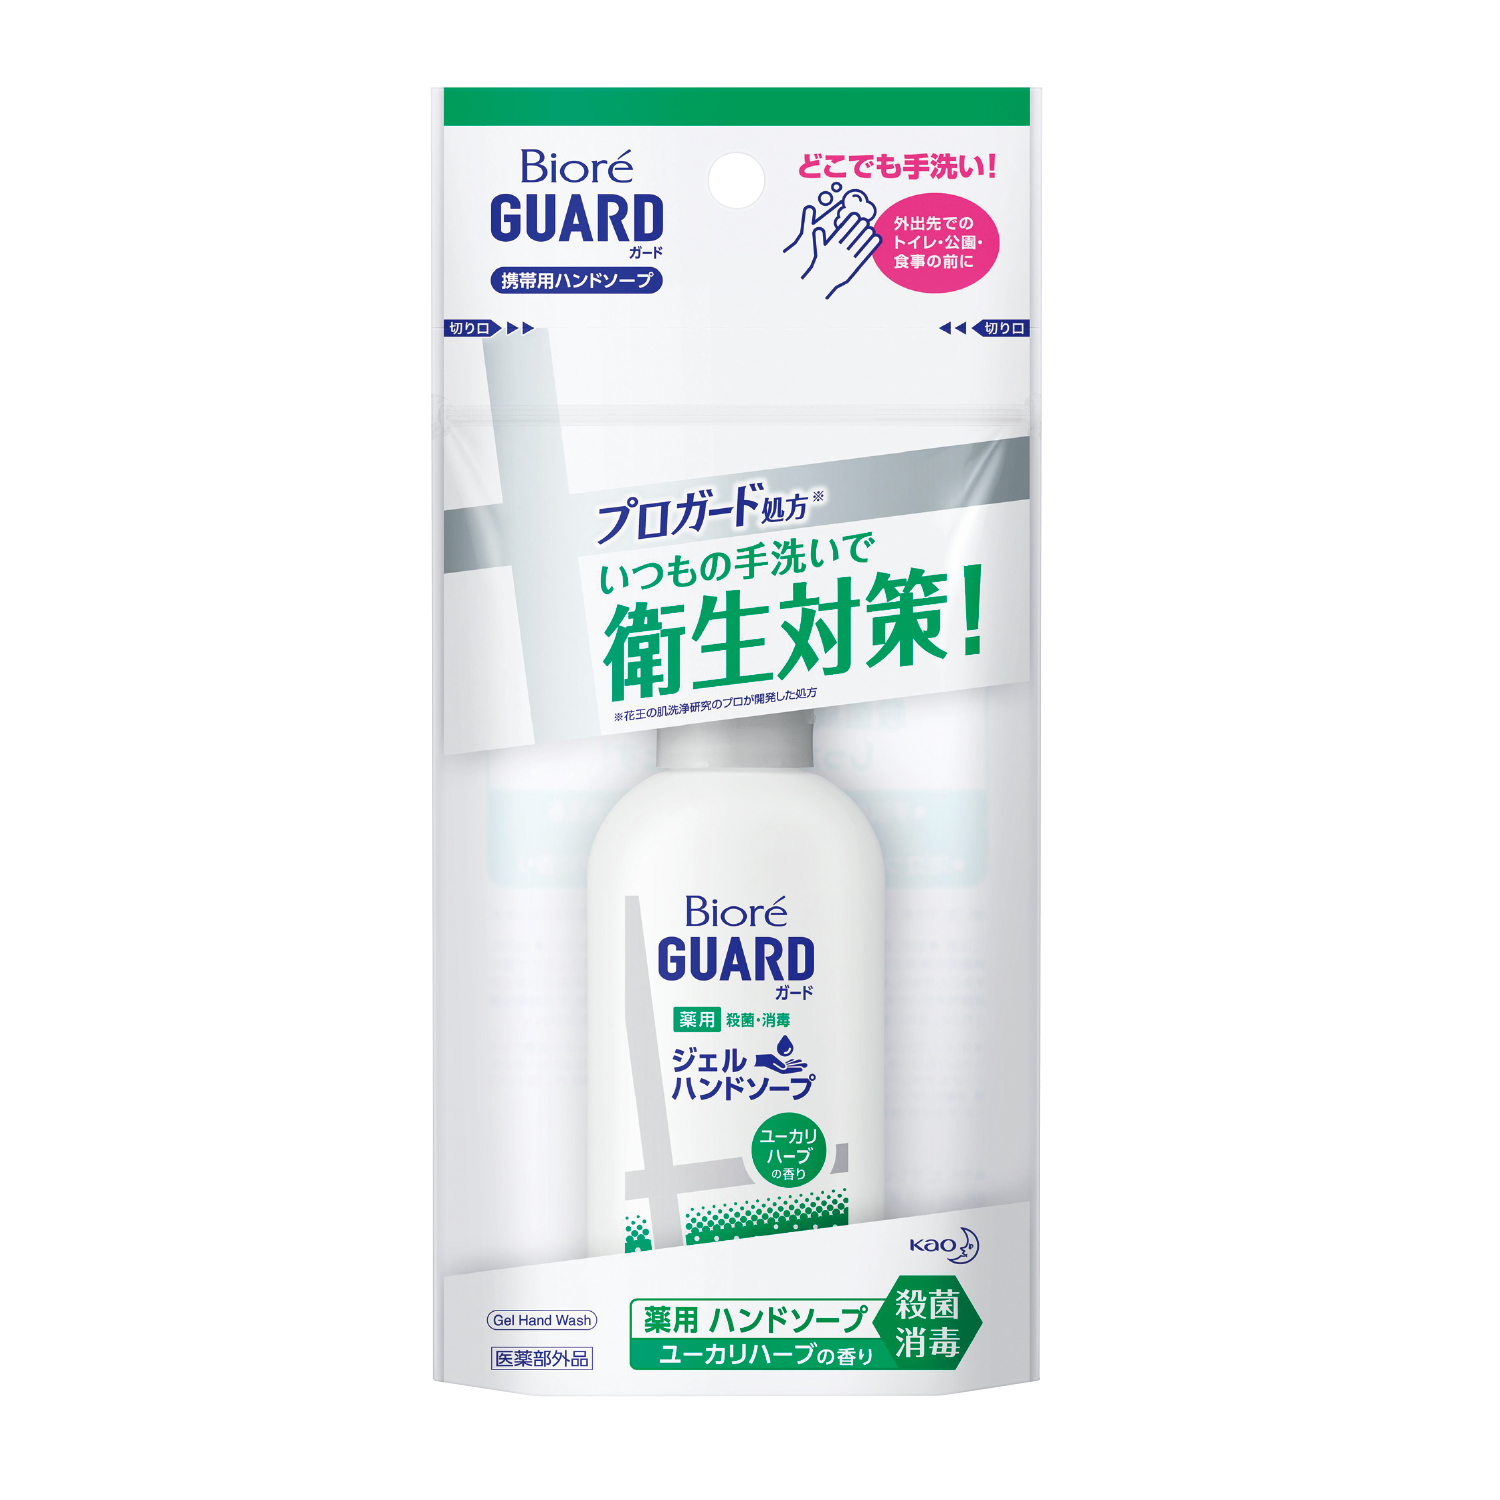 Bioré
GUARD
ガード
携帯用ハンドソープ
どこでも手洗い!
外出先での
トイレ・公園・
食事の前に
切り口
切り口
プロガード処方※
いつもの手洗いで
衛生対策!
※花王の肌洗浄研究のプロが開発した処方
Bioré
GUARD
ガード
薬用 殺菌・消毒
ジェル
ハンドソープ
ユーカリ
ハーブ
の香り
Kao
Gel Hand Wash
医薬部外品
薬用 ハンドソープ
ユーカリハーブの香り
殺菌
消毒